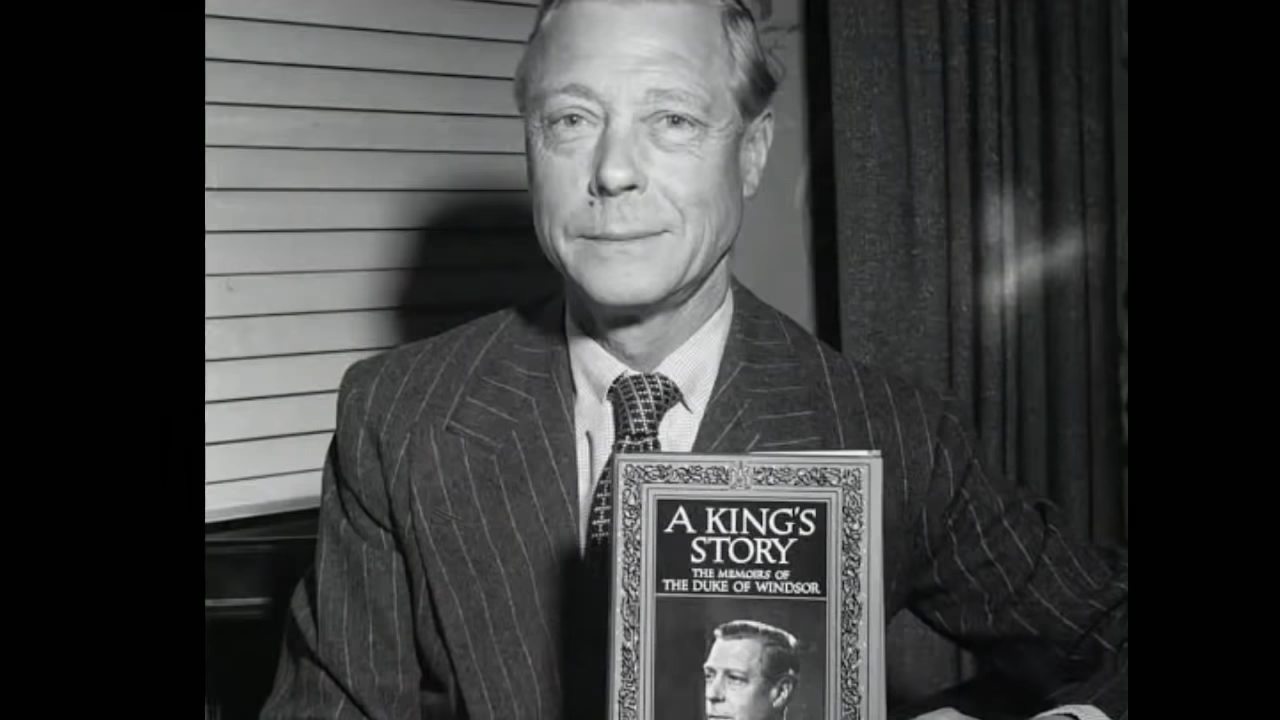 A KING'S
STORY
THE MEMOIRS OF
THE DUKE OF WINDSOR